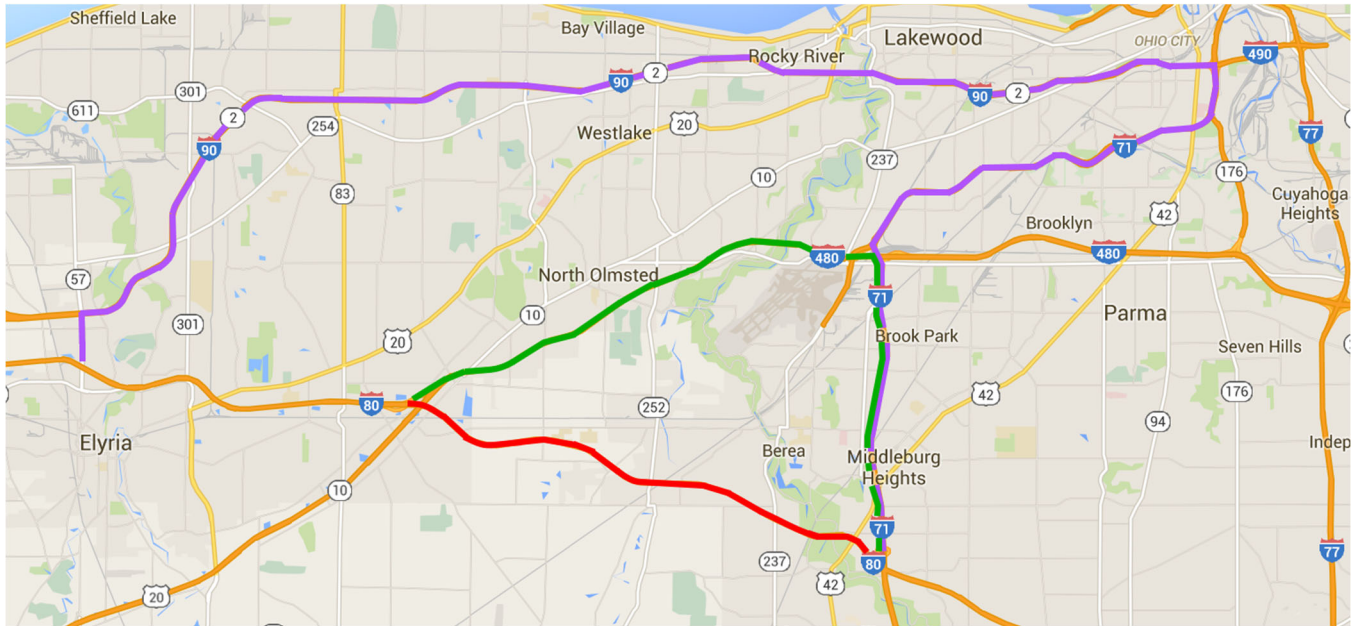 Sheffield Lake
Bay Village
Lakewood
OHIO CITY
490
Rocky River
2
90
2
90
301
611
2
254
Westlake
20
77
90
10
237
71
176
83
42
Cuyahoga
Heights
Brooklyn
480
480
57
North Olmsted
71
301
10
Parma
20
Brook Park
Seven Hills
80
42
176
252
94
Elyria
Berea
Middleburg
Heights
Indep
10
71
237
80
77
20
42